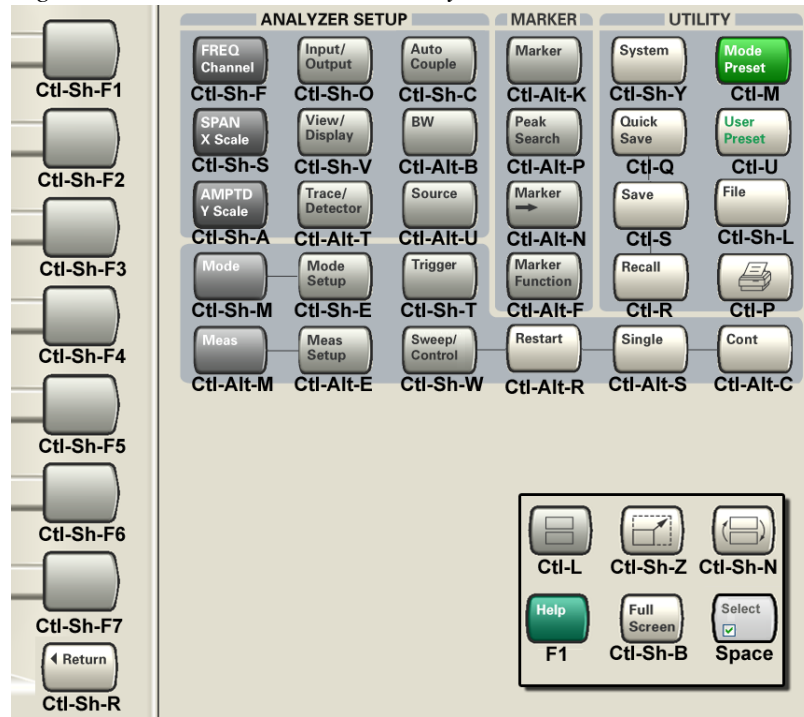 ANALYZER SETUP MARKER UTILITY
FREQ Channel
Input/ Output
Auto Couple
Marker
System
Mode Preset
Ctl-Sh-F1
Ctl-Sh-F Ctl-Sh-O Ctl-Sh-C Ctl-Alt-K Ctl-Sh-Y Ctl-M
SPAN X Scale
View/ Display
BW
Peak Search
Quick Save
User Preset
Ctl-Sh-F2
Ctl-Sh-S Ctl-Sh-V Ctl-Alt-B Ctl-Alt-P Ctl-Q Ctl-U
AMPTD Y Scale
Trace/ Detector
Source
Marker
Save
File
Ctl-Sh-A Ctl-Alt-T Ctl-Alt-U Ctl-Alt-N Ctl-S Ctl-Sh-L
Ctl-Sh-F3
Mode
Mode Setup
Trigger
Marker Function
Recall
Ctl-Sh-M Ctl-Sh-E Ctl-Sh-T Ctl-Alt-F Ctl-R Ctl-P
Ctl-Sh-F4
Meas
Meas Setup
Sweep/ Control
Restart
Single
Cont
Ctl-Alt-M Ctl-Alt-E Ctl-Sh-W Ctl-Alt-R Ctl-Alt-S Ctl-Alt-C
Ctl-Sh-F5
Ctl-Sh-F6
Ctl-L Ctl-Sh-Z Ctl-Sh-N
Ctl-Sh-F7
Help
Full Screen
Select
F1 Ctl-Sh-B Space
Return
Ctl-Sh-R